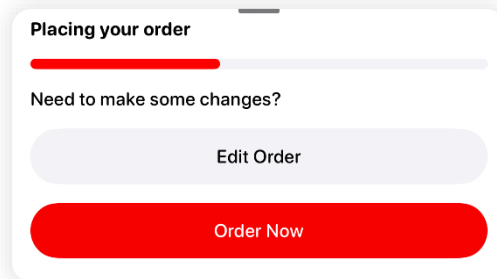 Placing your order
Need to make some changes?
Edit Order
Order Now